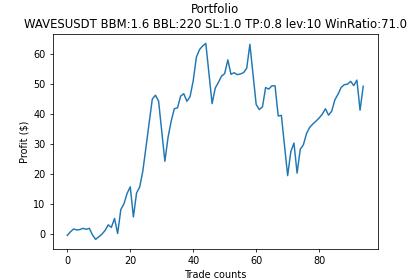 Portfolio
WAVESUSDT BBM:1.6 BBL:220 SL:1.0 TP:0.8 lev:10 WinRatio:71.0
Profit ($)
60
50
40
30
20
10
0
0 20 40 60 80
Trade counts